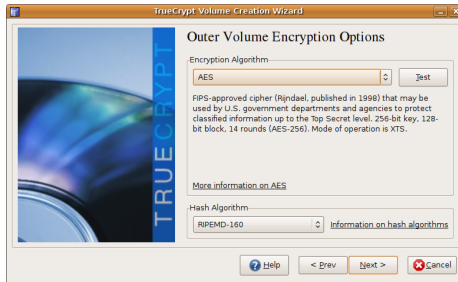 TrueCrypt Volume Creation Wizard
TRUECRYPT
Outer Volume Encryption Options
Encryption Algorithm
AES
Test
FIPS-approved cipher (Rijndael, published in 1998) that may be
used by U.S. government departments and agencies to protect
classified information up to the Top Secret level. 256-bit key, 128-
bit block, 14 rounds (AES-256). Mode of operation is XTS.
More information on AES
Hash Algorithm
RIPEMD-160
Information on hash algorithms
Help
< Prev
Next >
Cancel